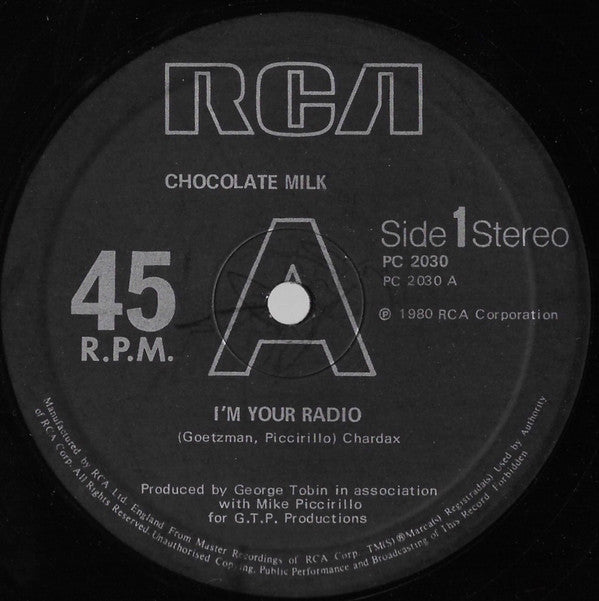 RCA
CHOCOLATE MILK
45
R.P.M.
A
Side 1 Stereo
PC 2030
PC 2030 A
℗ 1980 RCA Corporation
I'M YOUR RADIO
(Goetzman, Piccirillo) Chardax
Produced by George Tobin in association
with Mike Piccirillo
for G.T.P. Productions
Manufactured by RCA Ltd. England From Master Recordings of RCA Corp. TM(S) ® Marca(s) Registrada(s) Used by Authority
of RCA Corp. All Rights Reserved. Unauthorised Copying, Public Performance and Broadcasting of This Record Forbidden